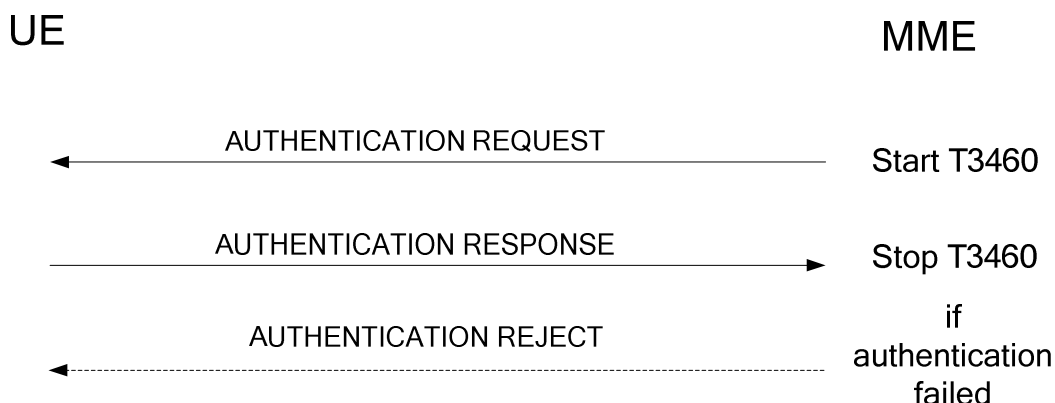 UE
MME
AUTHENTICATION REQUEST
Start T3460
AUTHENTICATION RESPONSE
Stop T3460
AUTHENTICATION REJECT
if
authentication
failed